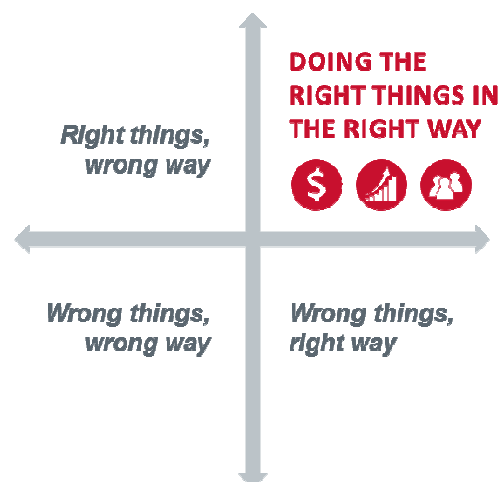 DOING THE
RIGHT THINGS IN
THE RIGHT WAY
Right things,
wrong way
$
Wrong things,
wrong way
Wrong things,
right way